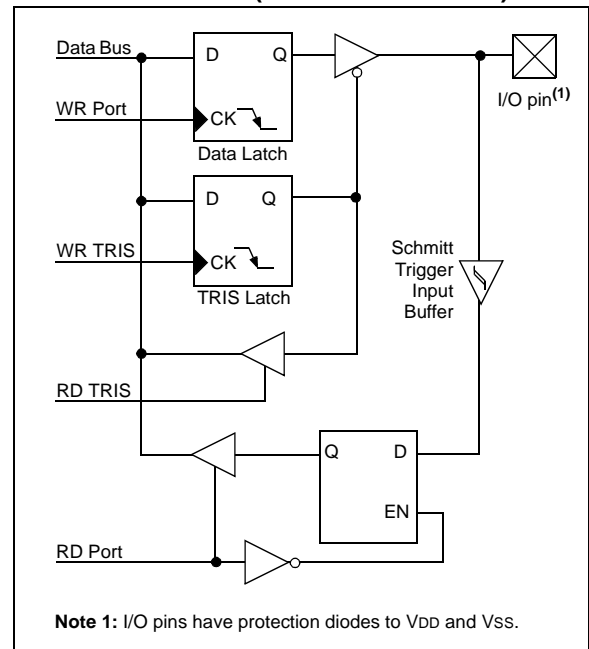 Data Bus
D Q
WR Port
CK
Data Latch
I/O pin(1)
D Q
WR TRIS
CK
TRIS Latch
Schmitt
Trigger
Input
Buffer
RD TRIS
Q D
EN
RD Port
Note 1: I/O pins have protection diodes to VDD and VSS.